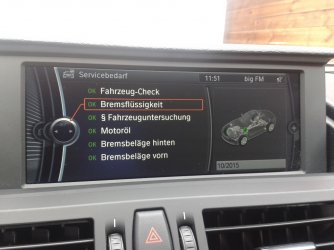 Servicebedarf 11:51 big FM
OK Fahrzeug-Check
OK Bremsflüssigkeit
OK § Fahrzeuguntersuchung
OK Motoröl
OK Bremsbeläge hinten
OK Bremsbeläge vorn
10/2015